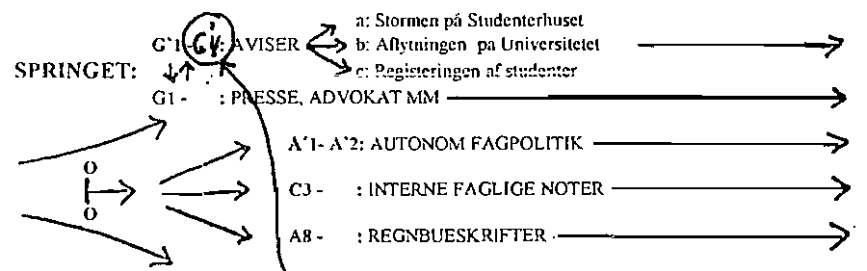 a: Stormen på Studenterhuset
G`1 - G'4 : AVISER b: Aflytningen pa Universitetet
SPRINGET: c: Registeringen af studenter
G1 - : PRESSE, ADVOKAT MM
A`1- A`2: AUTONOM FAGPOLITIK
O
C3 - : INTERNE FAGLIGE NOTER
O
A8 - : REGNBUESKRIFTER